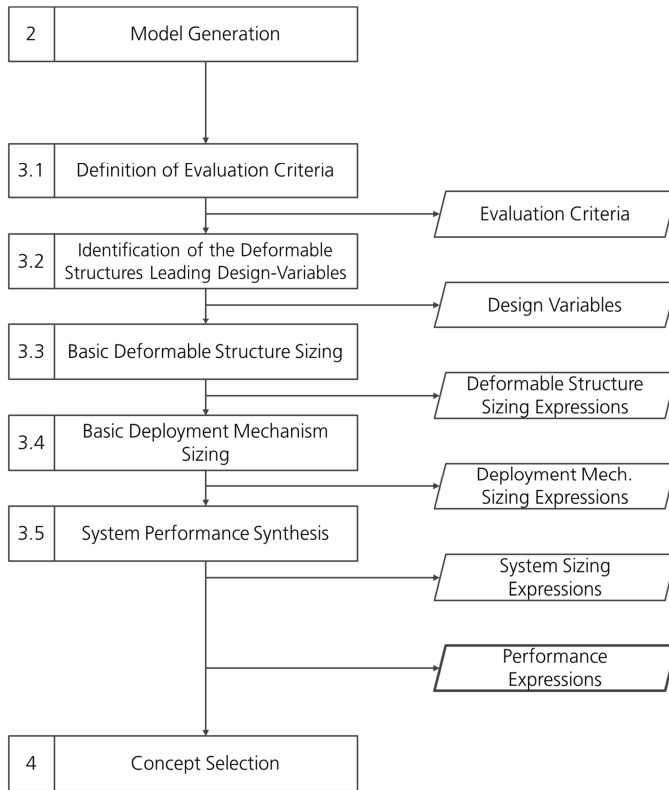 2 Model Generation
3.1 Definition of Evaluation Criteria
Evaluation Criteria
3.2 Identification of the Deformable
Structures Leading Design-Variables
Design Variables
3.3 Basic Deformable Structure Sizing
Deformable Structure
Sizing Expressions
3.4 Basic Deployment Mechanism
Sizing
Deployment Mech.
Sizing Expressions
3.5 System Performance Synthesis
System Sizing
Expressions
Performance
Expressions
4 Concept Selection